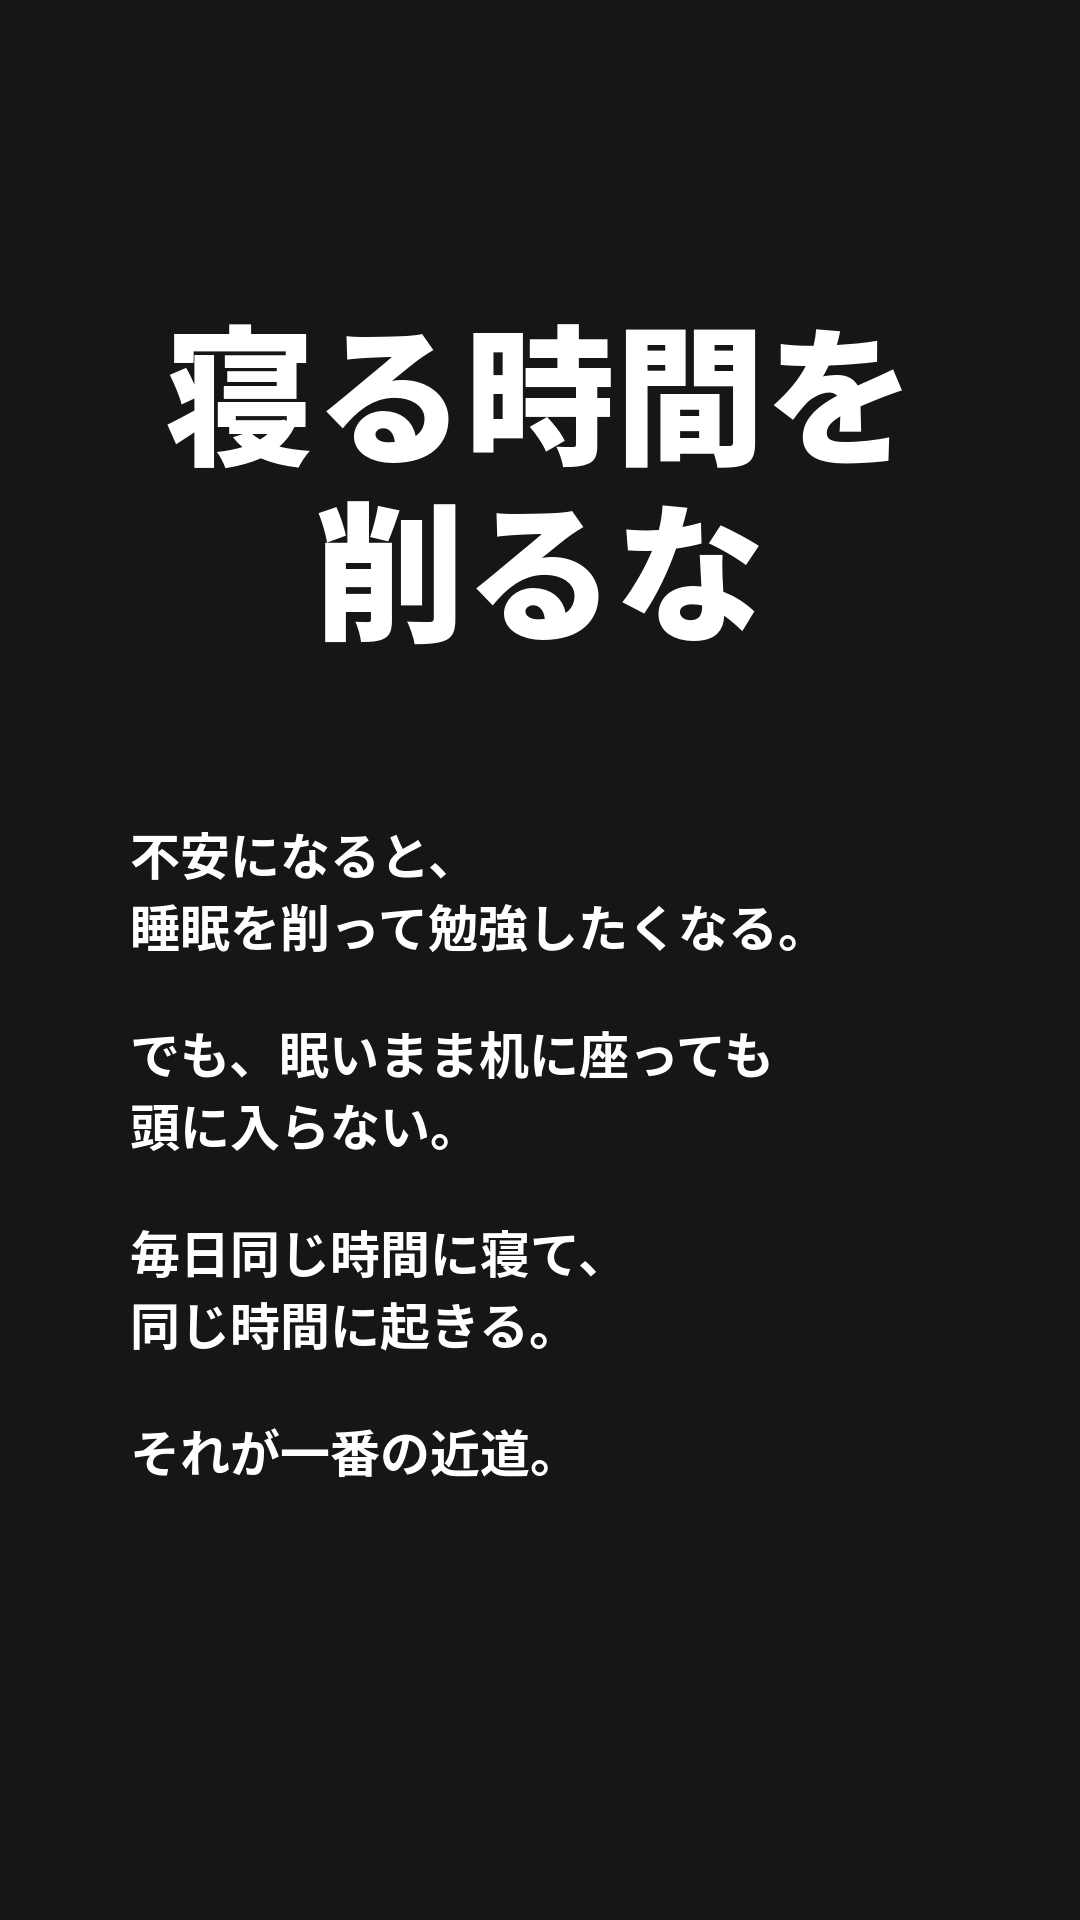 寝る時間を
削るな
不安になると、
睡眠を削って勉強したくなる。
でも、眠いまま机に座っても
頭に入らない。
毎日同じ時間に寝て、
同じ時間に起きる。
それが一番の近道。